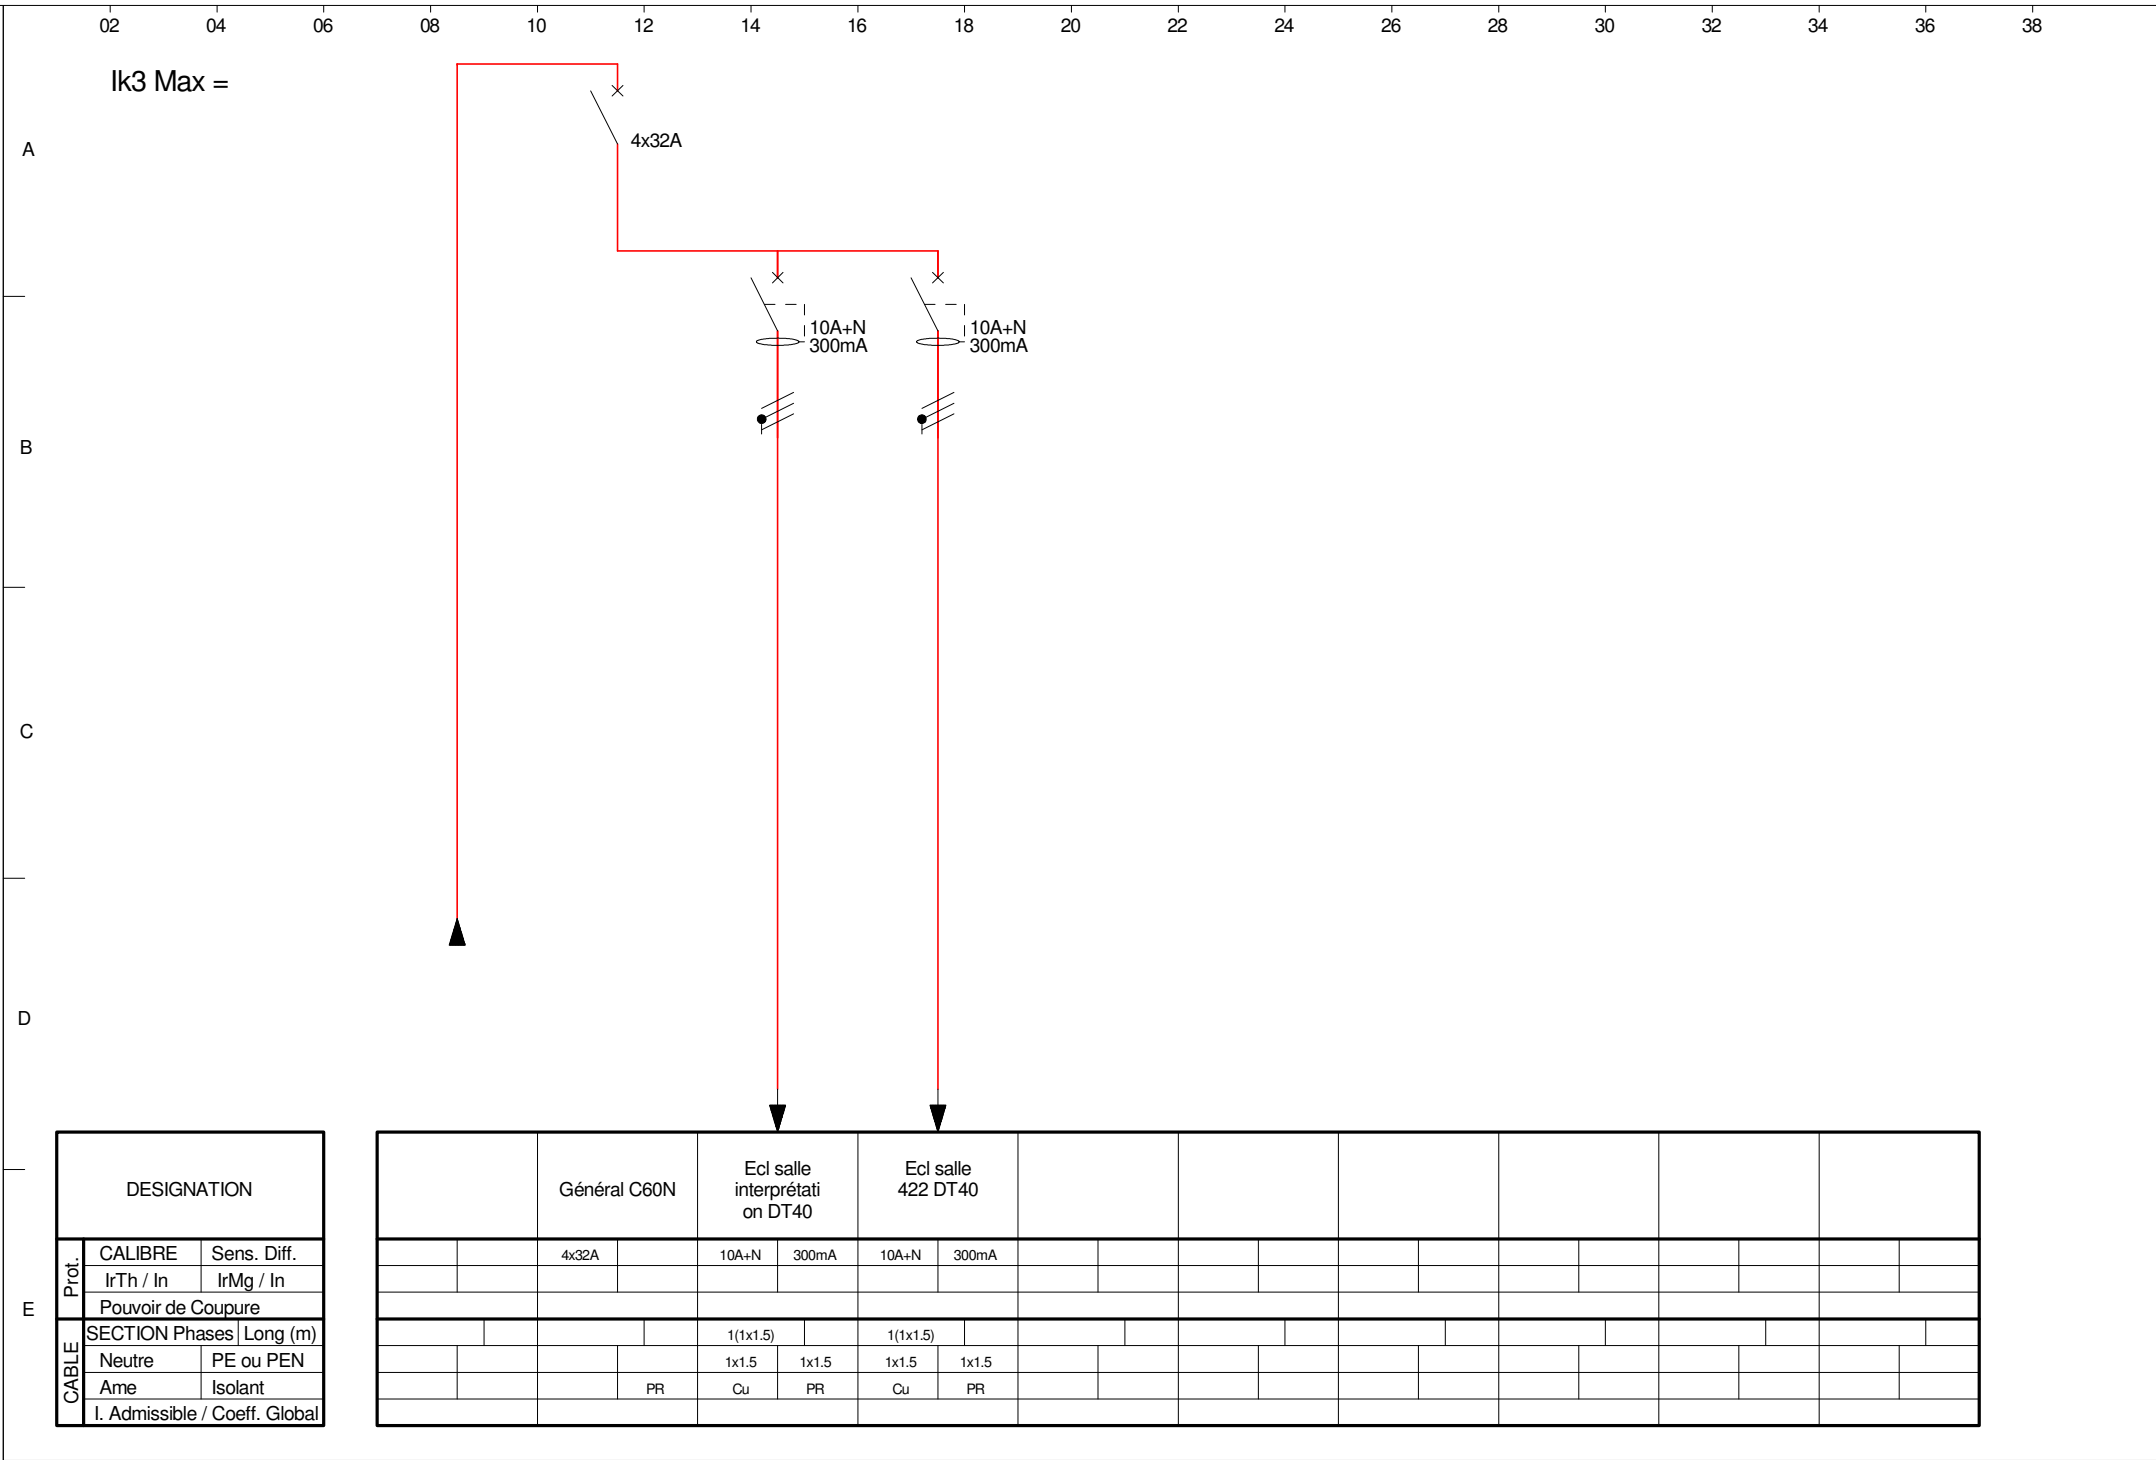 02 04 06 08 10 12 14 16 18 20 22 24 26 28 30 32 34 36 38
Ik3 Max =
A
4x32A
10A+N
300mA
10A+N
300mA
B
C
D
DESIGNATION
Général C60N
Ecl salle
interprétati
on DT40
Ecl salle
422 DT40
E
Prot.
CALIBRE Sens. Diff.
4x32A 10A+N 300mA 10A+N 300mA
IrTh / In IrMg / In
Pouvoir de Coupure
CABLE
SECTION Phases Long (m)
1(1x1.5) 1(1x1.5)
Neutre PE ou PEN
1x1.5 1x1.5 1x1.5 1x1.5
Ame Isolant
PR Cu PR Cu PR
I. Admissible / Coeff. Global